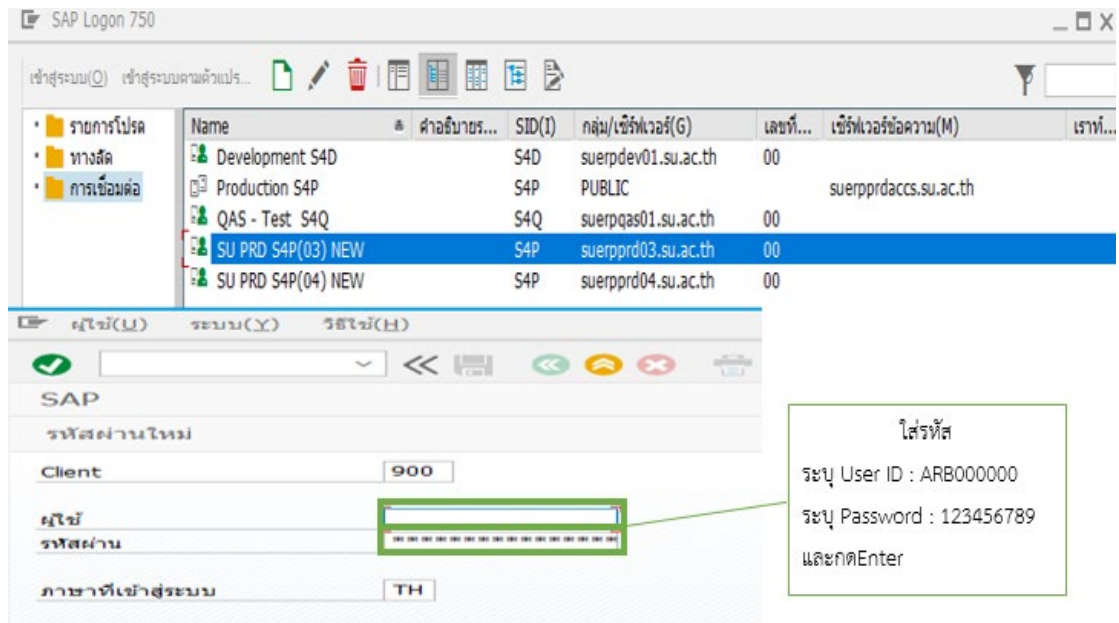 SAP Logon 750
เข้าสู่ระบบ(O) เข้าสู่ระบบตามตัวแปร...
รายการโปรด
ทางลัด
การเชื่อมต่อ
Name คำอธิบายร... SID(I) กลุ่ม/เซิร์ฟเวอร์(G) เลขที่... เซิร์ฟเวอร์ข้อความ(M) เราท์...
Development S4D S4D suerpdev01.su.ac.th 00
Production S4P S4P PUBLIC suerpprdaccs.su.ac.th
QAS - Test S4Q S4Q suerpqas01.su.ac.th 00
SU PRD S4P(03) NEW S4P suerpprd03.su.ac.th 00
SU PRD S4P(04) NEW S4P suerpprd04.su.ac.th 00
ผู้ใช้(U) ระบบ(Y) วิธีใช้(H)
SAP
รหัสผ่านใหม่
Client 900
ผู้ใช้
รหัสผ่าน ****************
ภาษาที่เข้าสู่ระบบ TH
ใส่รหัส
ระบุ User ID : ARB000000
ระบุ Password : 123456789
และกดEnter